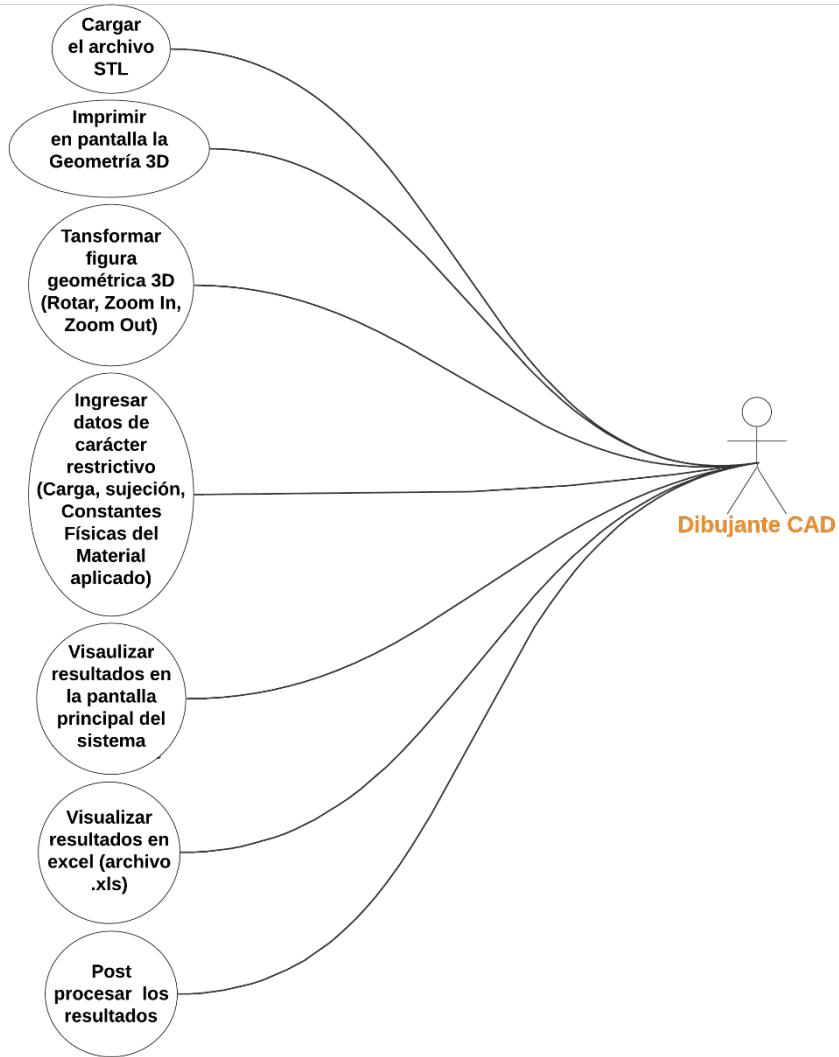 Cargar
el archivo
STL
Imprimir
en pantalla la
Geometría 3D
Tansformar
figura
geométrica 3D
(Rotar, Zoom In,
Zoom Out)
Ingresar
datos de
carácter
restrictivo
(Carga, sujeción,
Constantes
Físicas del
Material
aplicado)
Visaulizar
resultados en
la pantalla
principal del
sistema
Visualizar
resultados en
excel (archivo
.xls)
Post
procesar los
resultados
Dibujante CAD